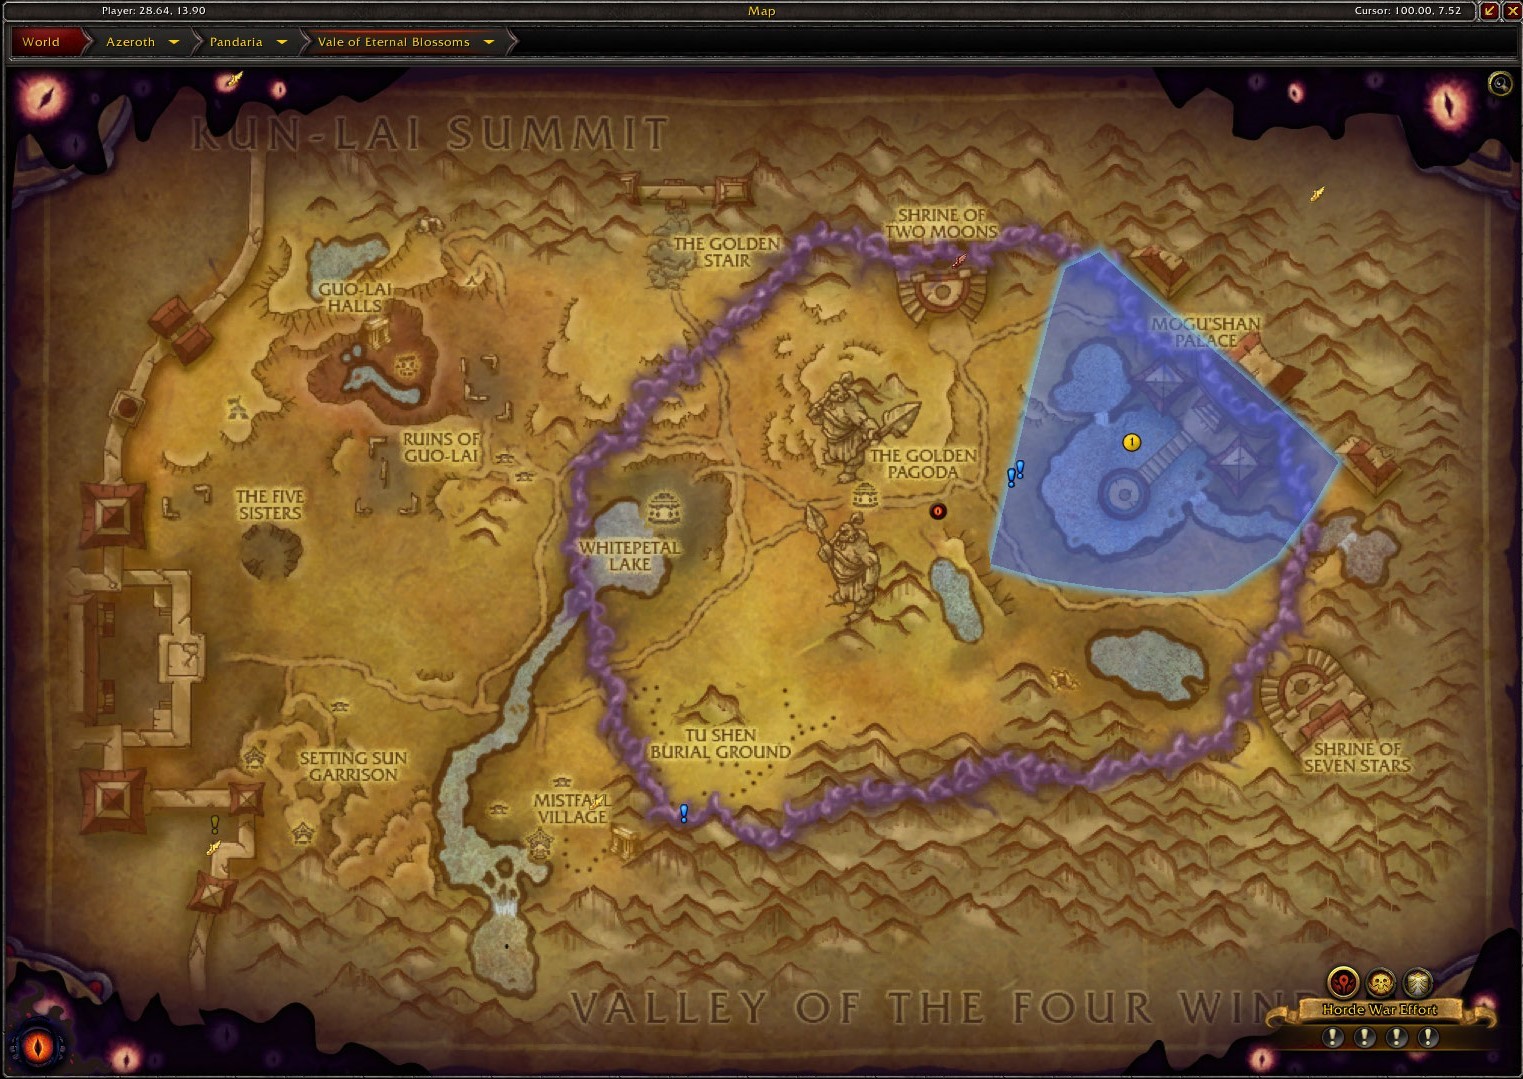 Player: 28.64, 13.90
Map
Cursor: 100.00, 7.52
World
Azeroth
Pandaria
Vale of Eternal Blossoms
KUN-LAI SUMMIT
SHRINE OF
TWO MOONS
THE GOLDEN
STAIR
GUO-LAI
HALLS
MOGU'SHAN
PALACE
RUINS OF
GUO-LAI
THE GOLDEN
PAGODA
1
THE FIVE
SISTERS
WHITEPETAL
LAKE
TU SHEN
BURIAL GROUND
SETTING SUN
GARRISON
SHRINE OF
SEVEN STARS
MISTFALL
VILLAGE
VALLEY OF THE FOUR WIN
Horde War Effort